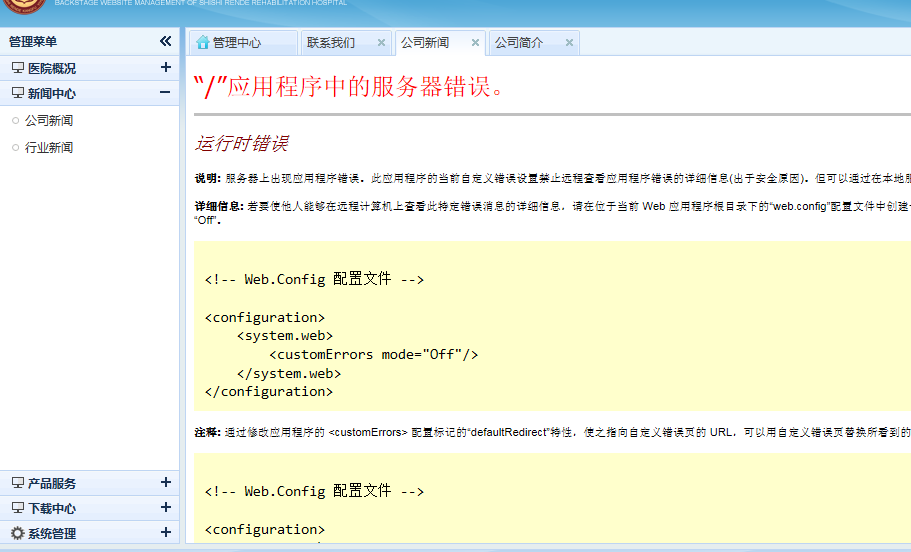 BACKSTAGE WEBSITE MANAGEMENT OF SHISHI RENDE REHABILITATION HOSPITAL
管理菜单
管理中心
联系我们
公司新闻
公司简介
医院概况
新闻中心
公司新闻
行业新闻
产品服务
下载中心
系统管理
“/”应用程序中的服务器错误。
运行时错误
说明: 服务器上出现应用程序错误。此应用程序的当前自定义错误设置禁止远程查看应用程序错误的详细信息(出于安全原因)。但可以通过在本地服
详细信息: 若要使他人能够在远程计算机上查看此特定错误消息的详细信息，请在位于当前 Web 应用程序根目录下的“web.config”配置文件中创建一
“Off”。
<!-- Web.Config 配置文件 -->
<configuration>
<system.web>
<customErrors mode="Off"/>
</system.web>
</configuration>
注释: 通过修改应用程序的 <customErrors> 配置标记的“defaultRedirect”特性，使之指向自定义错误页的 URL，可以用自定义错误页替换所看到的
<!-- Web.Config 配置文件 -->
<configuration>